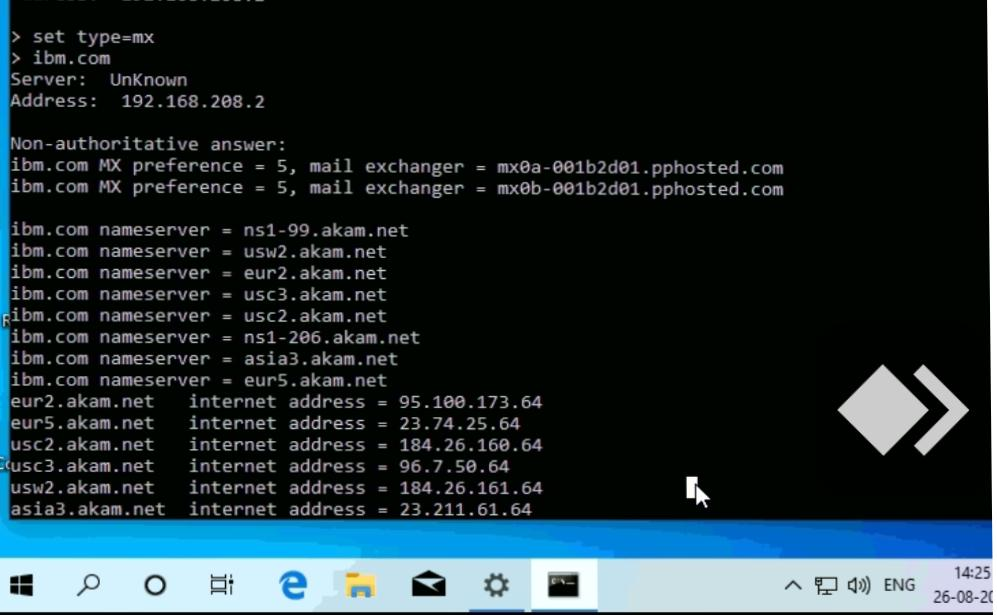 > set type=mx
> ibm.com
Server:  UnKnown
Address:  192.168.208.2
Non-authoritative answer:
ibm.com MX preference = 5, mail exchanger = mx0a-001b2d01.pphosted.com
ibm.com MX preference = 5, mail exchanger = mx0b-001b2d01.pphosted.com
ibm.com nameserver = ns1-99.akam.net
ibm.com nameserver = usw2.akam.net
ibm.com nameserver = eur2.akam.net
ibm.com nameserver = usc3.akam.net
ibm.com nameserver = usc2.akam.net
ibm.com nameserver = ns1-206.akam.net
ibm.com nameserver = asia3.akam.net
ibm.com nameserver = eur5.akam.net
eur2.akam.net   internet address = 95.100.173.64
eur5.akam.net   internet address = 23.74.25.64
usc2.akam.net   internet address = 184.26.160.64
usc3.akam.net   internet address = 96.7.50.64
usw2.akam.net   internet address = 184.26.161.64
asia3.akam.net  internet address = 23.211.61.64
ENG
14:25
26-08-20